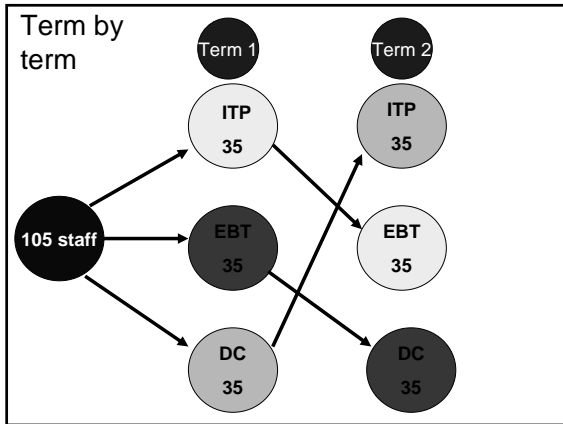 Term by
term
Term 1
Term 2
ITP
35
ITP
35
105 staff
EBT
35
EBT
35
DC
35
DC
35